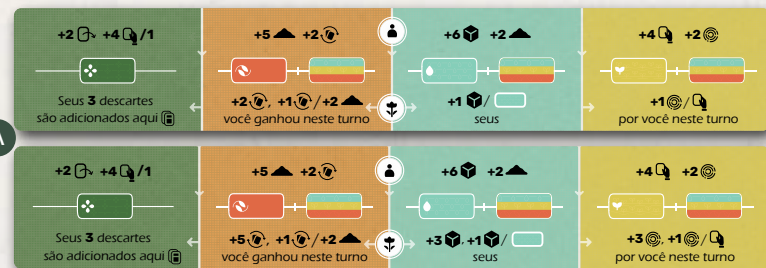 +2 +4 /1
+5 +2
+6 +2
+4 +2
Seus 3 descartes
são adicionados aqui
+2 , +1 /+2
você ganhou neste turno
+1 /
seus
+1 /
por você neste turno
A
+2 +4 /1
+5 +2
+6 +2
+4 +2
Seus 3 descartes
são adicionados aqui
+5 , +1 /+2
você ganhou neste turno
+3 , +1 /
seus
+3 , +1 /
por você neste turno